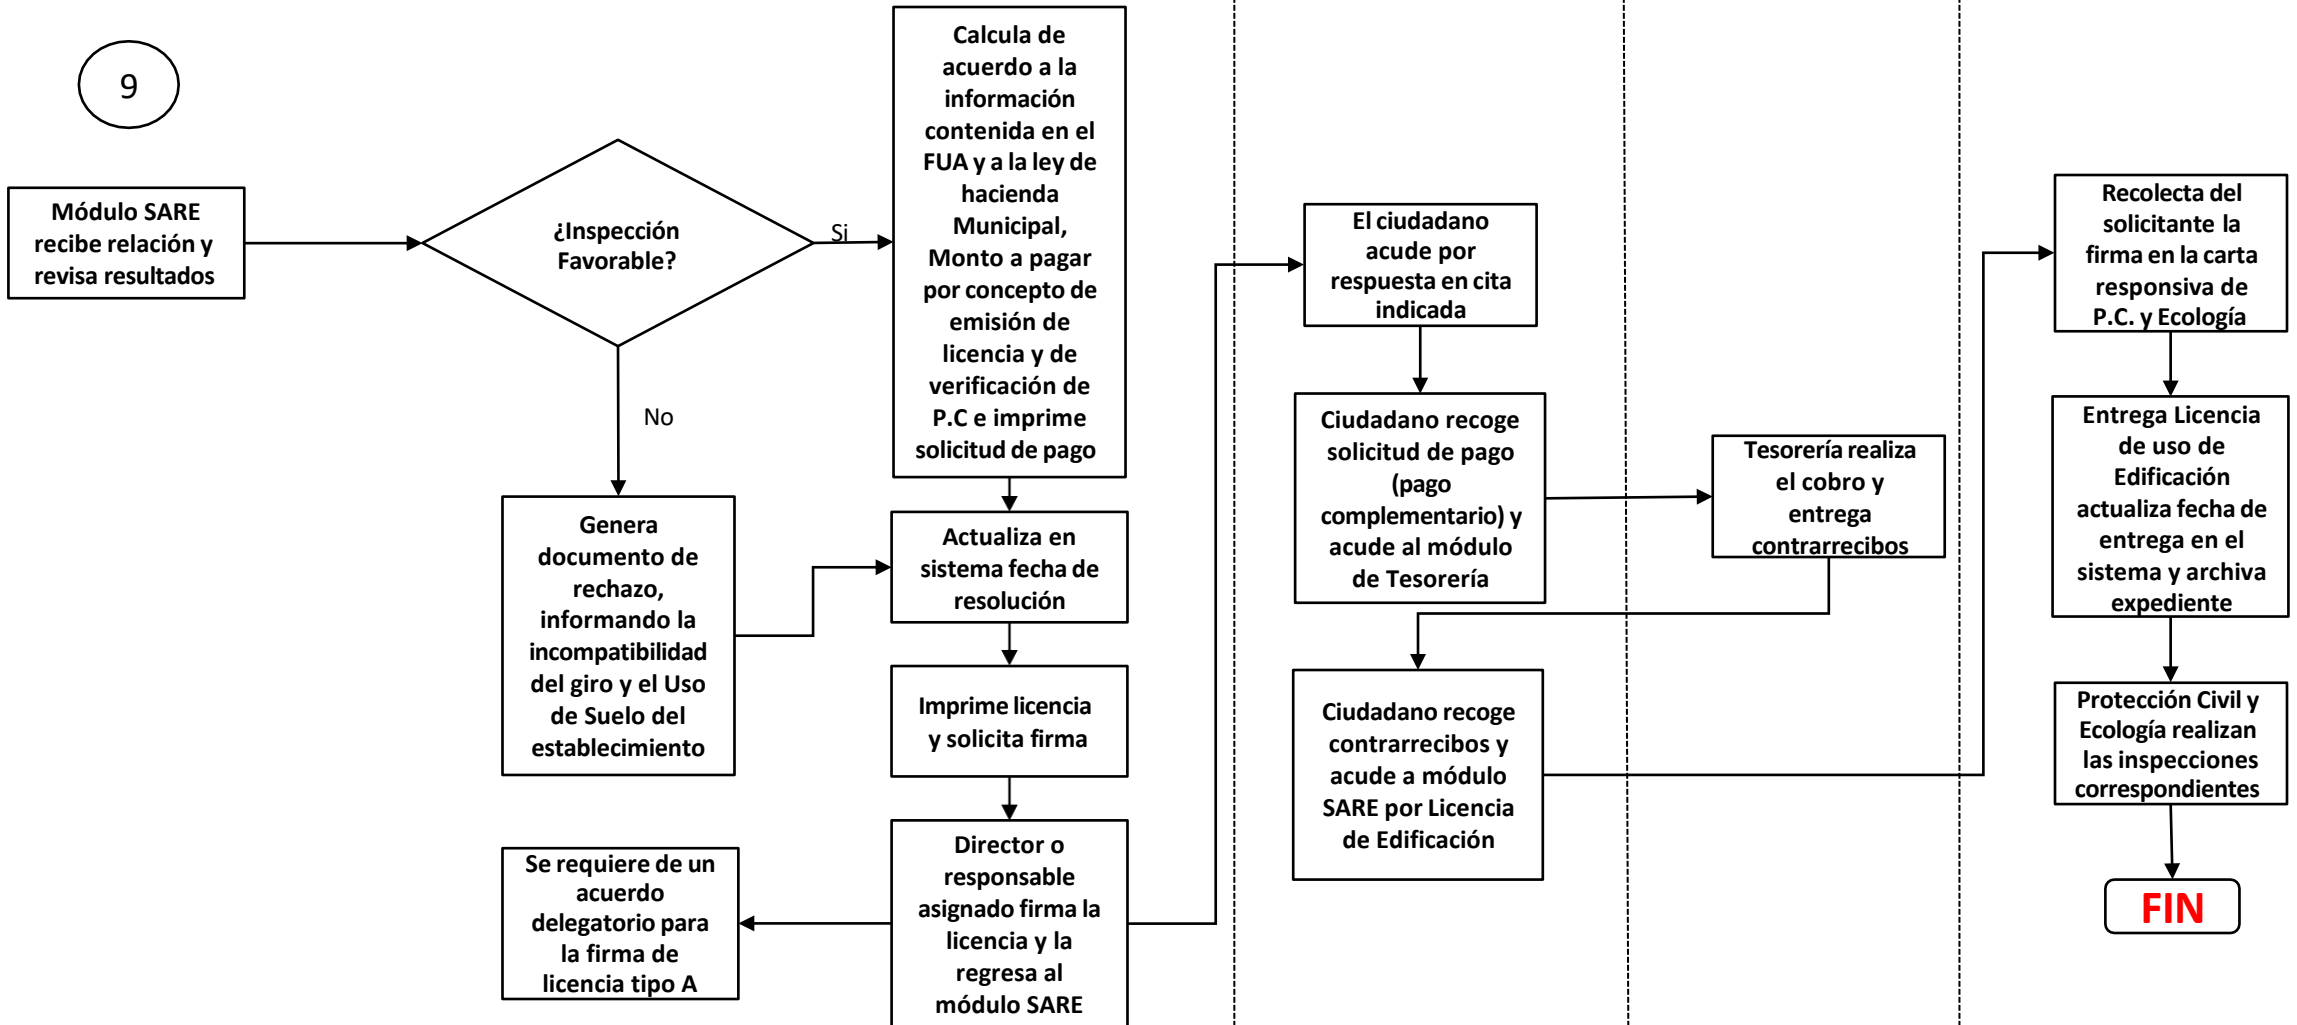 9
Módulo SARE
recibe relación y
revisa resultados
¿Inspección
Favorable?
Si
No
Calcula de
acuerdo a la
información
contenida en el
FUA y a la ley de
hacienda
Municipal,
Monto a pagar
por concepto de
emisión de
licencia y de
verificación de
P.C e imprime
solicitud de pago
Genera
documento de
rechazo,
informando la
incompatibilidad
del giro y el Uso
de Suelo del
establecimiento
Actualiza en
sistema fecha de
resolución
Imprime licencia
y solicita firma
Director o
responsable
asignado firma la
licencia y la
regresa al
módulo SARE
Se requiere de un
acuerdo
delegatorio para
la firma de
licencia tipo A
El ciudadano
acude por
respuesta en cita
indicada
Ciudadano recoge
solicitud de pago
(pago
complementario) y
acude al módulo
de Tesorería
Tesorería realiza
el cobro y
entrega
contrarrecibos
Ciudadano recoge
contrarrecibos y
acude a módulo
SARE por Licencia
de Edificación
Recolecta del
solicitante la
firma en la carta
responsiva de
P.C. y Ecología
Entrega Licencia
de uso de
Edificación
actualiza fecha de
entrega en el
sistema y archiva
expediente
Protección Civil y
Ecología realizan
las inspecciones
correspondientes
FIN